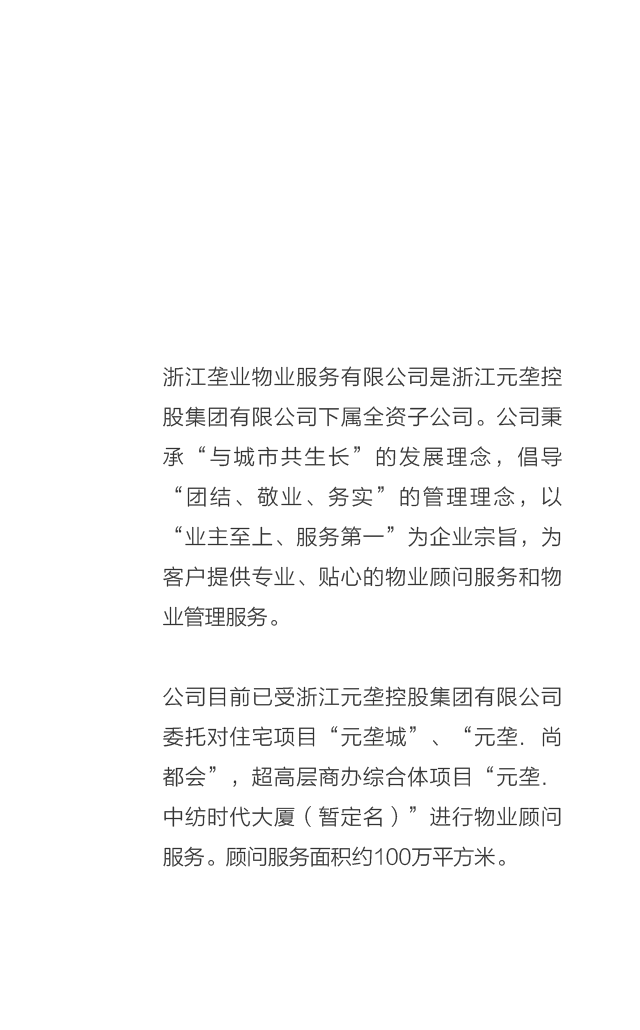 浙江垄业物业服务有限公司是浙江元垄控
股集团有限公司下属全资子公司。公司秉
承“与城市共生长”的发展理念，倡导
“团结、敬业、务实”的管理理念，以
“业主至上、服务第一”为企业宗旨，为
客户提供专业、贴心的物业顾问服务和物
业管理服务。
公司目前已受浙江元垄控股集团有限公司
委托对住宅项目“元垄城”、“元垄．尚
都会”，超高层商办综合体项目“元垄．
中纺时代大厦（暂定名）”进行物业顾问
服务。顾问服务面积约100万平方米。